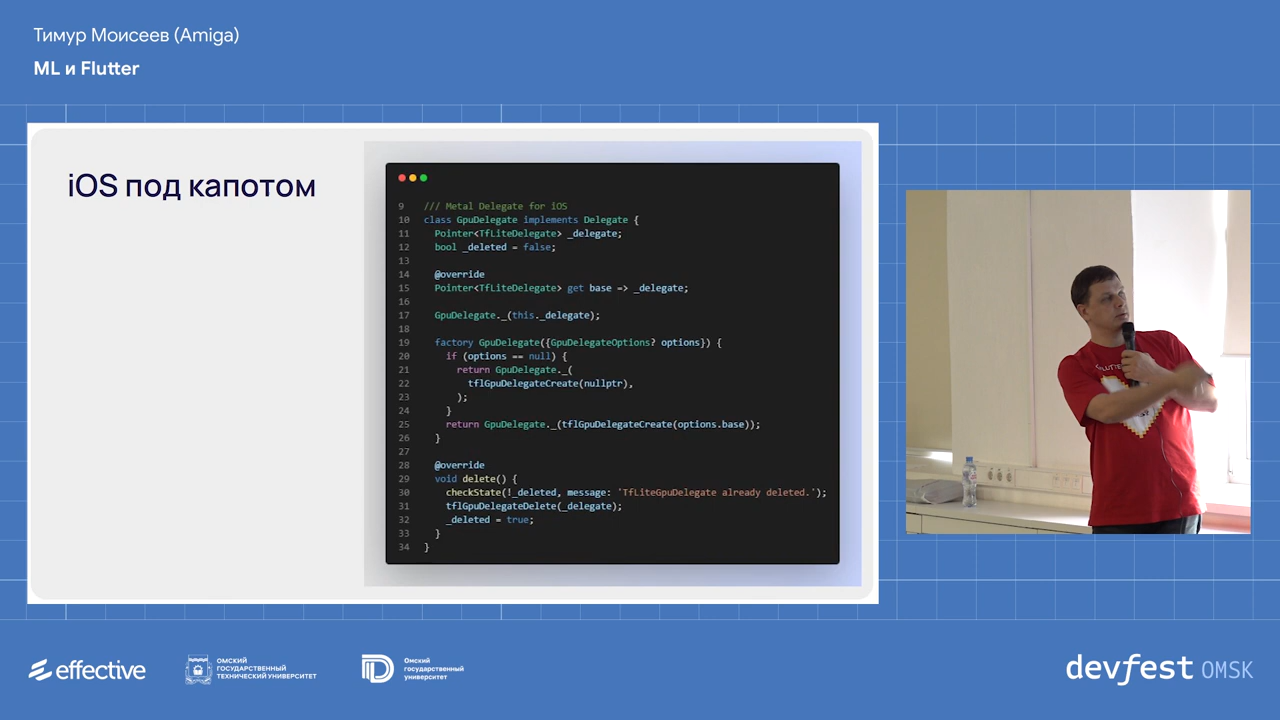 Тимур Моисеев (Amiga)
ML и Flutter
iOS под капотом
9 /// Metal Delegate for iOS
10 class GpuDelegate implements Delegate {
11 Pointer<TfLiteDelegate> _delegate;
12 bool _deleted = false;
13
14 @override
15 Pointer<TfLiteDelegate> get base => _delegate;
16
17 GpuDelegate._(this._delegate);
18
19 factory GpuDelegate({GpuDelegateOptions? options}) {
20 if (options == null) {
21 return GpuDelegate._(
22 tflGpuDelegateCreate(nullptr),
23 );
24 }
25 return GpuDelegate._(tflGpuDelegateCreate(options.base));
26 }
27
28 @override
29 void delete() {
30 checkState(!_deleted, message: 'TfLiteGpuDelegate already deleted.');
31 tflGpuDelegateDelete(_delegate);
32 _deleted = true;
33 }
34 }
effective
ОМСКИЙ
ГОСУДАРСТВЕННЫЙ
ТЕХНИЧЕСКИЙ УНИВЕРСИТЕТ
Омский
государственный
университет
devfest OMSK